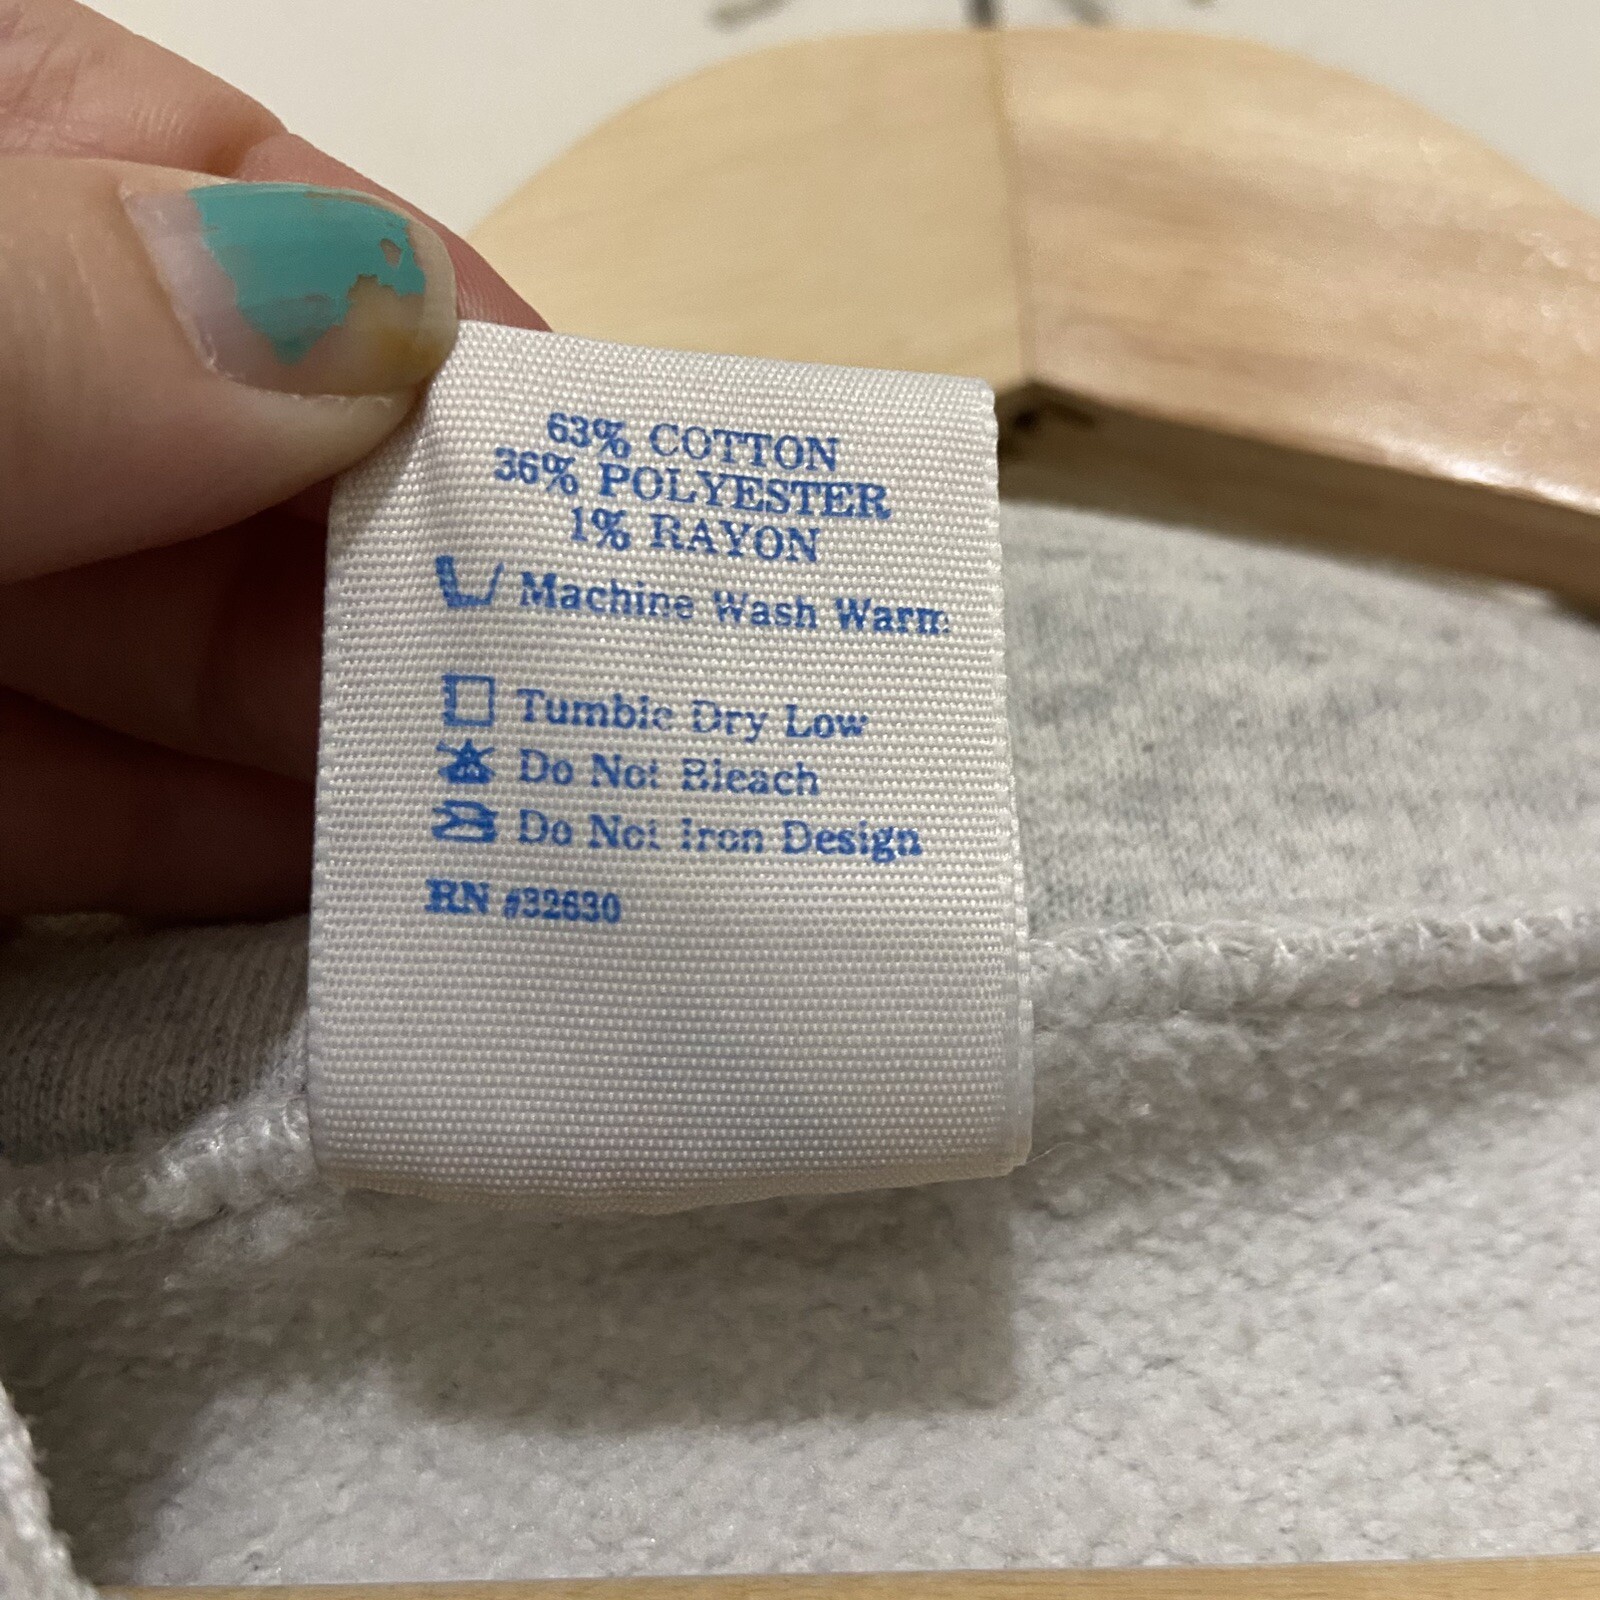 63% COTTON
36% POLYESTER
1% RAYON
Machine Wash Warm
Tumble Dry Low
Do Not Bleach
Do Not Iron Design
RN #32630